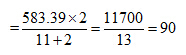 = 583.39 × 2 / 11 + 2 = 11700 / 13 = 90